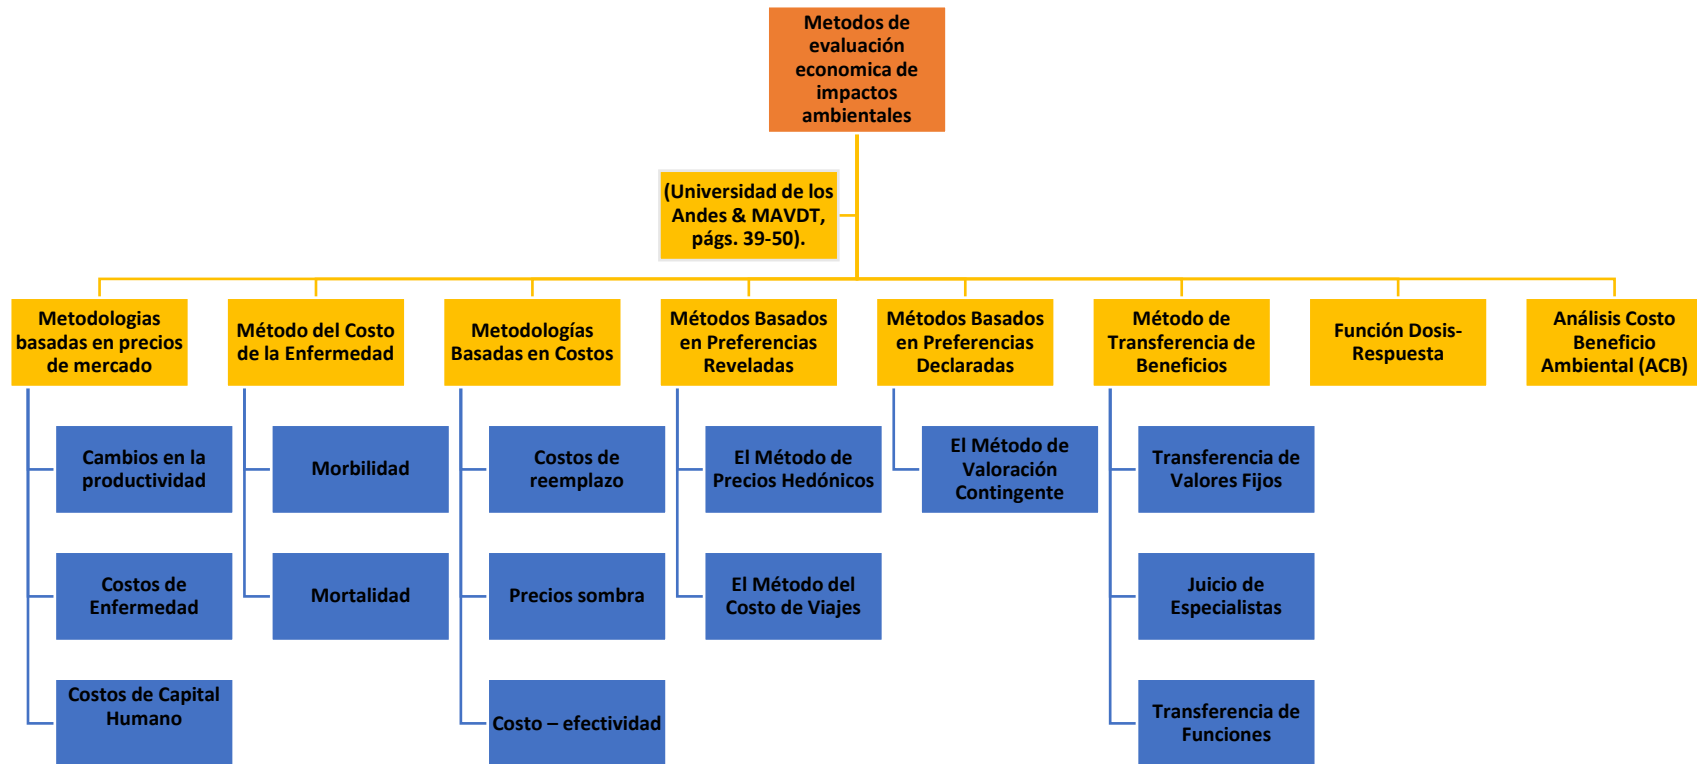 Metodos de
evaluación
economica de
impactos
ambientales
(Universidad de los
Andes & MAVDT,
págs. 39-50).
Metodologias
basadas en precios
de mercado
Método del Costo
de la Enfermedad
Metodologías
Basadas en Costos
Métodos Basados
en Preferencias
Reveladas
Métodos Basados
en Preferencias
Declaradas
Método de
Transferencia de
Beneficios
Función Dosis-
Respuesta
Análisis Costo
Beneficio
Ambiental (ACB)
Cambios en la
productividad
Morbilidad
Costos de
reemplazo
El Método de
Precios Hedónicos
El Método de
Valoración
Contingente
Transferencia de
Valores Fijos
Costos de
Enfermedad
Mortalidad
Precios sombra
El Método del
Costo de Viajes
Juicio de
Especialistas
Costos de Capital
Humano
Costo – efectividad
Transferencia de
Funciones